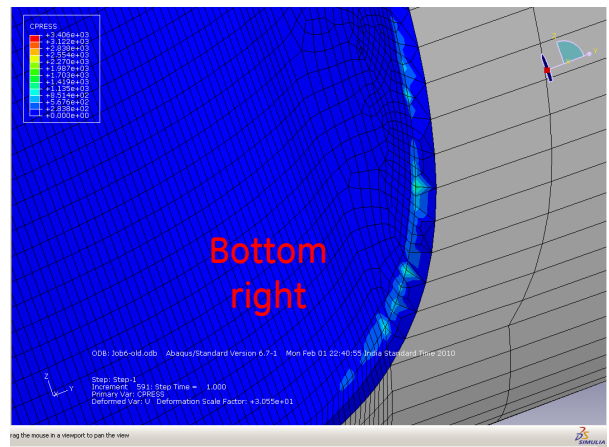 CPRESS
+3.406e+03
+3.122e+03
+2.838e+03
+2.554e+03
+2.270e+03
+1.987e+03
+1.703e+03
+1.419e+03
+1.135e+03
+8.514e+02
+5.676e+02
+2.838e+02
+0.000e+00
Z
Y
Bottom
right
ODB: Job6-old.odb Abaqus/Standard Version 6.7-1 Mon Feb 01 22:40:55 India Standard Time 2010
Z
Y
X
Step: Step-1
Increment 591: Step Time = 1.000
Primary Var: CPRESS
Deformed Var: U Deformation Scale Factor: +3.055e+01
rag the mouse in a viewport to pan the view
SIMULIA